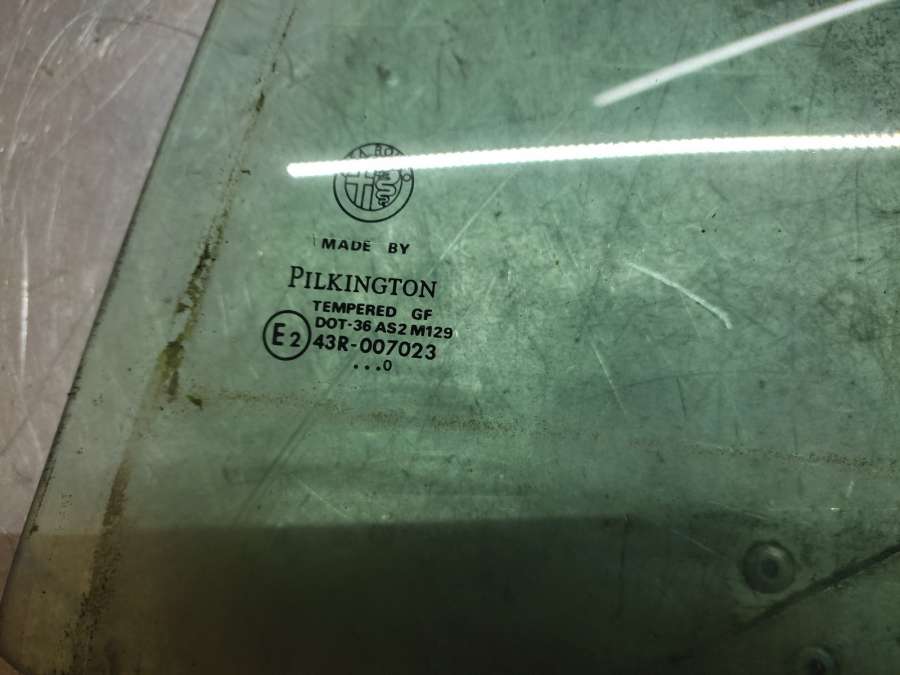 MADE BY
PILKINGTON
TEMPERED GF
DOT-36 AS2 M129
E2 43R-007023
...0